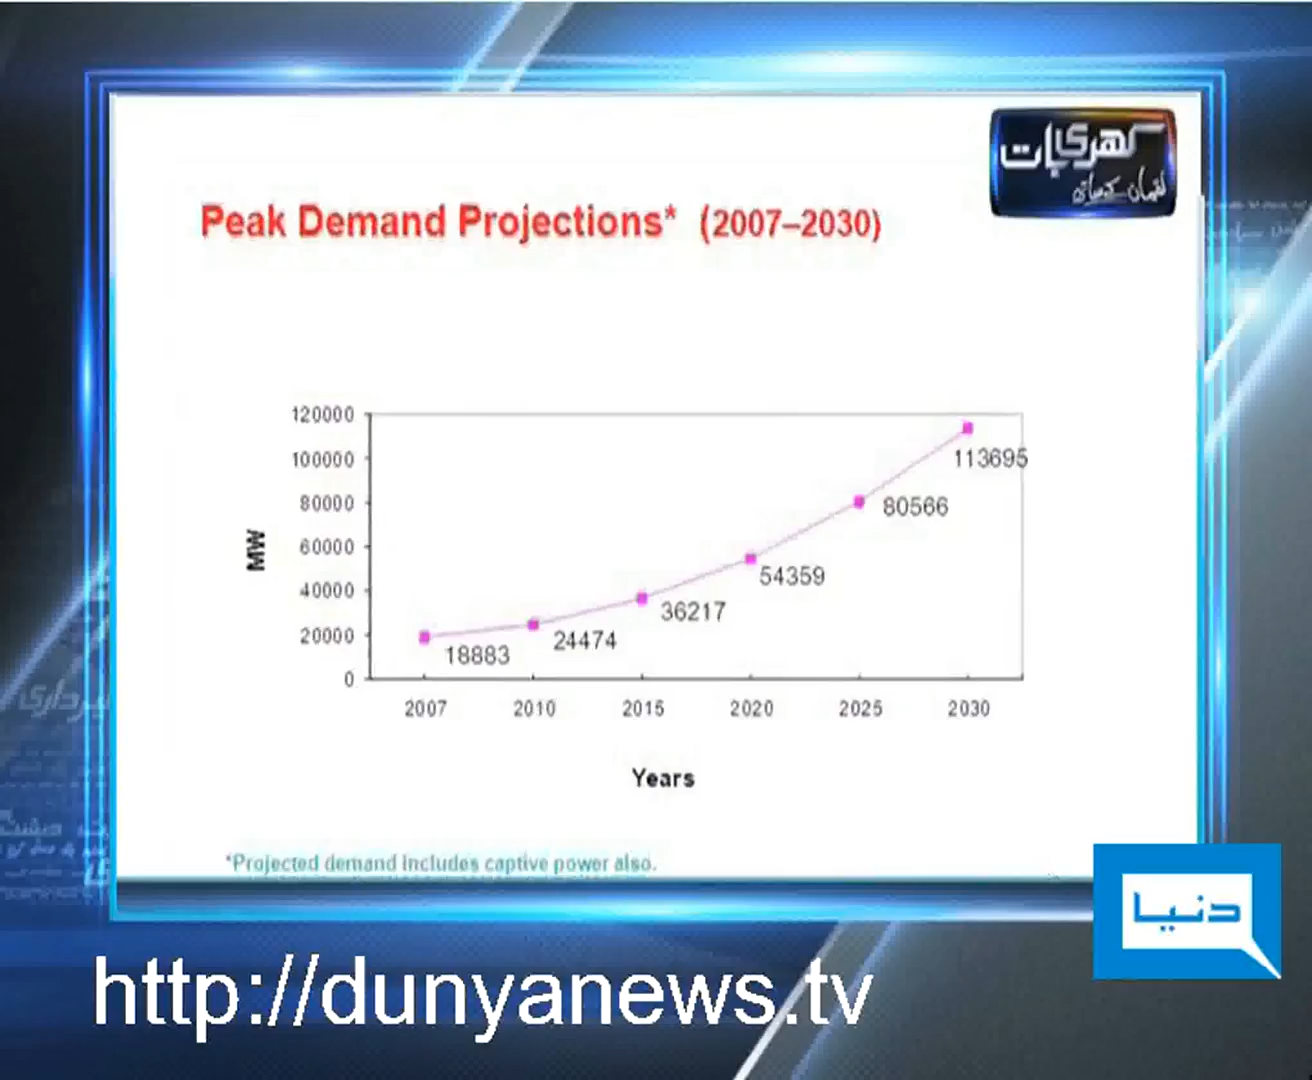 کھری بات
لقمان کے ساتھ
Peak Demand Projections* (2007–2030)
120000
100000
80000
60000
40000
20000
0
MW
113695
80566
54359
36217
24474
18883
2007 2010 2015 2020 2025 2030
Years
*Projected demand includes captive power also.
دنیا
http://dunyanews.tv